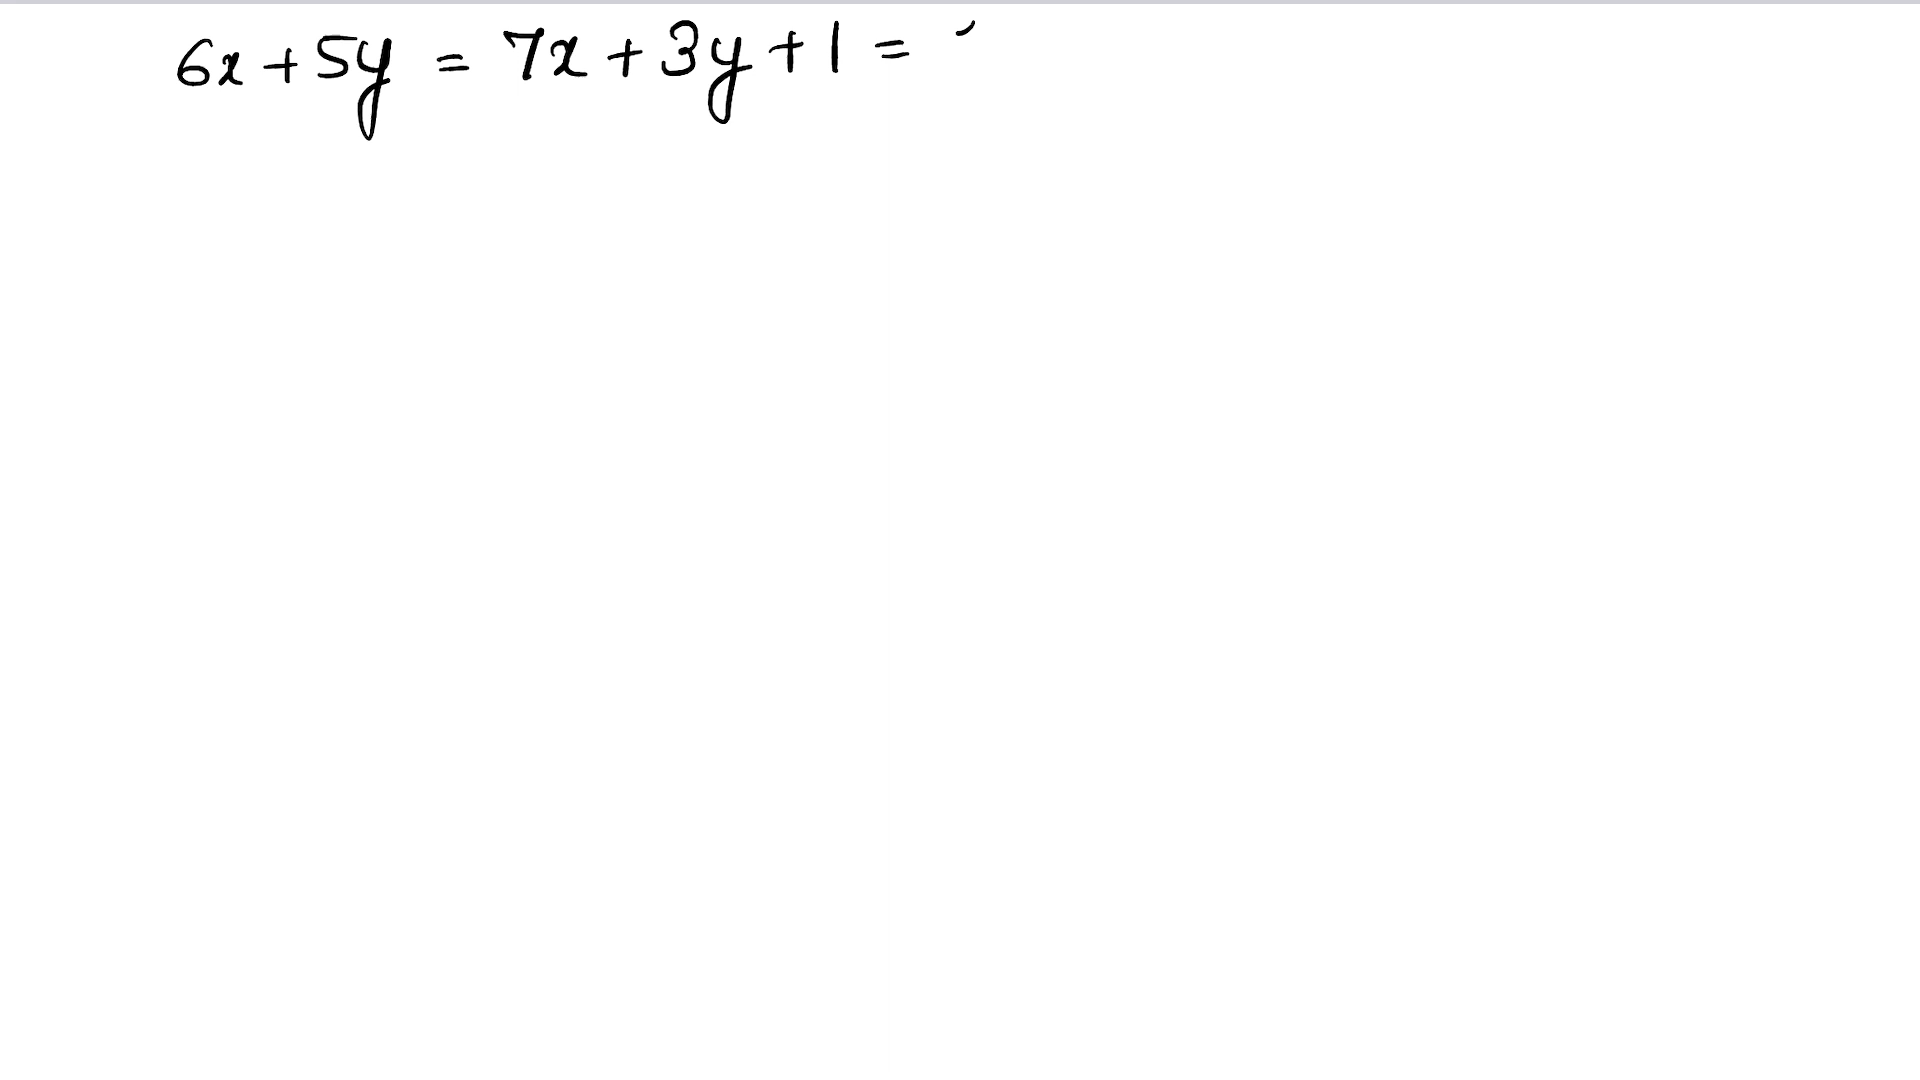 6x + 5y = 7x + 3y + 1 =